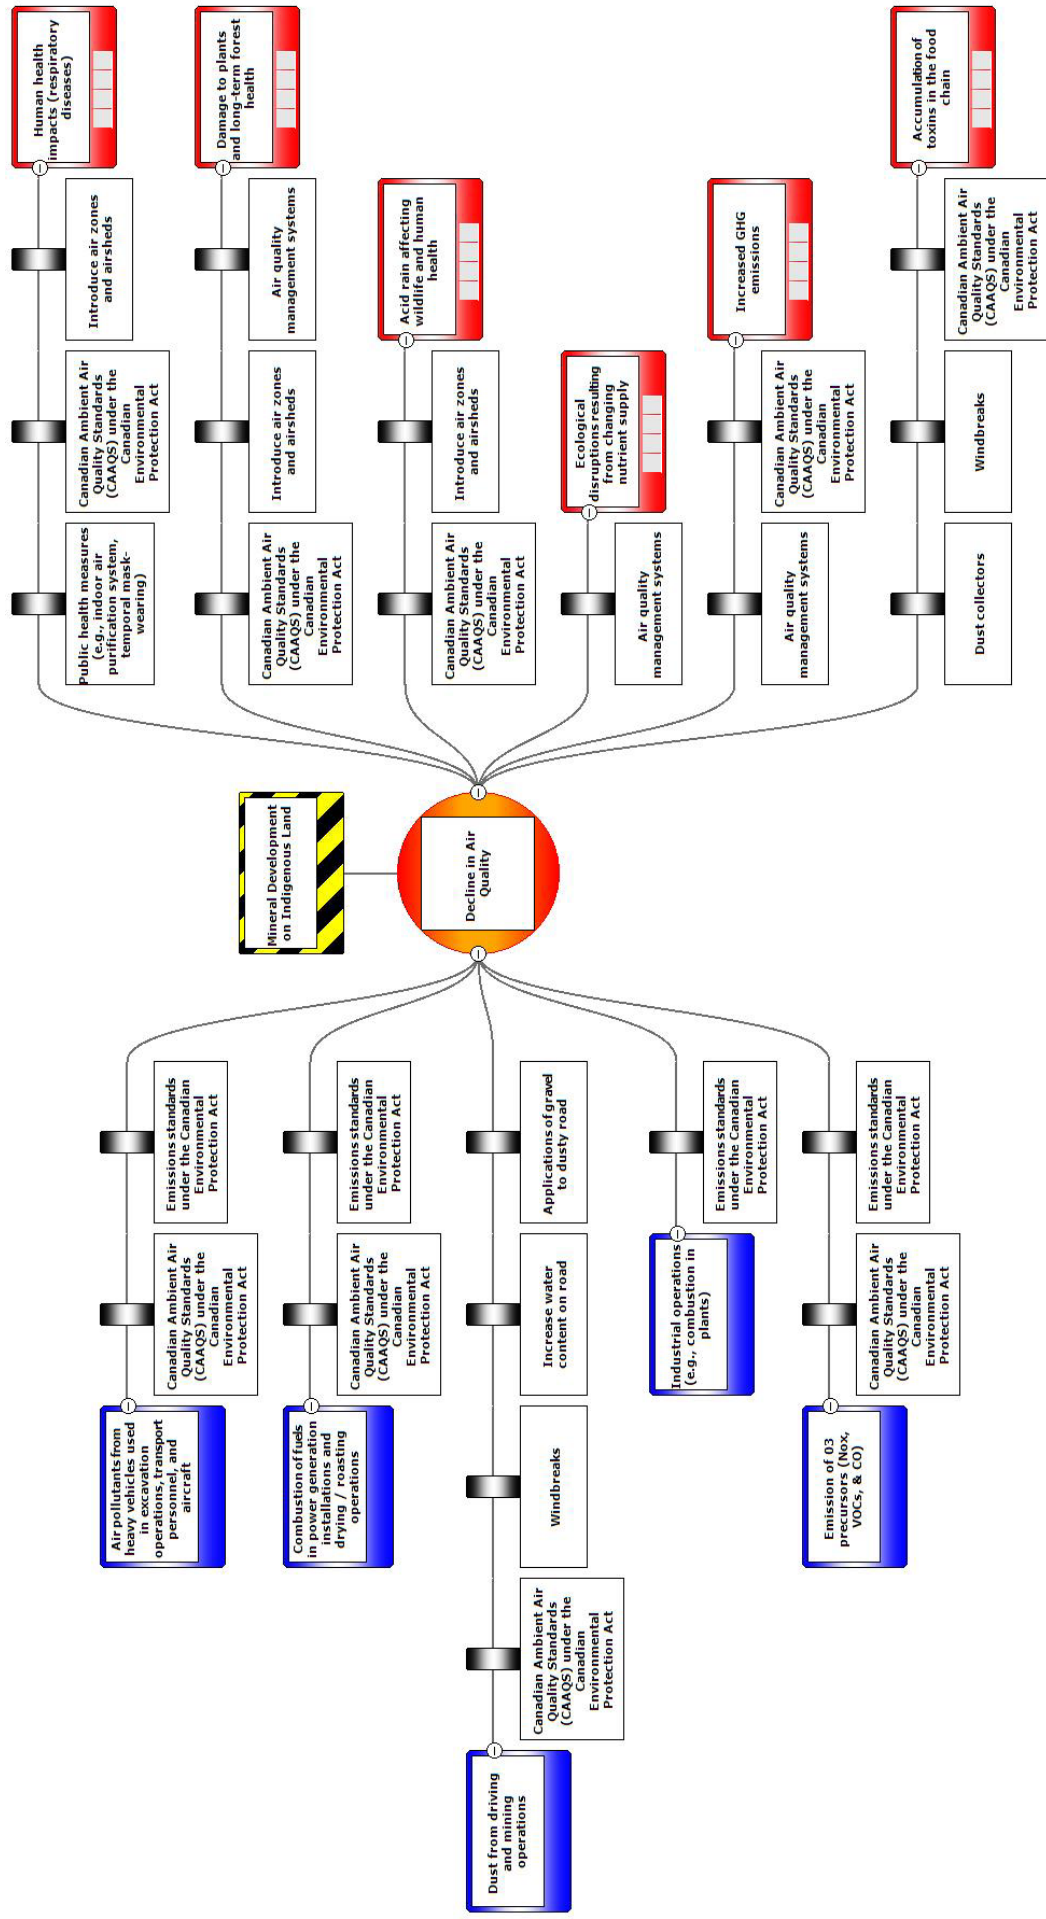 Mineral Development
on Indigenous Land
Decline in Air
Quality
Air pollutants from
heavy vehicles used
in excavation
operations, transport
personnel, and
aircraft
Canadian Ambient Air
Quality Standards
(CAAQS) under the
Canadian
Environmental
Protection Act
Emissions standards
under the Canadian
Environmental
Protection Act
Combustion of fuels
in power generation
installations and
drying / roasting
operations
Canadian Ambient Air
Quality Standards
(CAAQS) under the
Canadian
Environmental
Protection Act
Emissions standards
under the Canadian
Environmental
Protection Act
Dust from driving
and mining
operations
Canadian Ambient Air
Quality Standards
(CAAQS) under the
Canadian
Environmental
Protection Act
Windbreaks
Increase water
content on road
Applications of gravel
to dusty road
Industrial operations
(e.g., combustion in
plants)
Emissions standards
under the Canadian
Environmental
Protection Act
Emission of 03
precursors (Nox,
VOCs, & CO)
Canadian Ambient Air
Quality Standards
(CAAQS) under the
Canadian
Environmental
Protection Act
Emissions standards
under the Canadian
Environmental
Protection Act
Public health measures
(e.g., indoor air
purification system,
temporal mask-
wearing)
Canadian Ambient Air
Quality Standards
(CAAQS) under the
Canadian
Environmental
Protection Act
Introduce air zones
and airsheds
Human health
impacts (respiratory
diseases)
Canadian Ambient Air
Quality Standards
(CAAQS) under the
Canadian
Environmental
Protection Act
Introduce air zones
and airsheds
Air quality
management systems
Damage to plants
and long-term forest
health
Canadian Ambient Air
Quality Standards
(CAAQS) under the
Canadian
Environmental
Protection Act
Introduce air zones
and airsheds
Acid rain affecting
wildlife and human
health
Air quality
management systems
Ecological
disruptions resulting
from changing
nutrient supply
Air quality
management systems
Canadian Ambient Air
Quality Standards
(CAAQS) under the
Canadian
Environmental
Protection Act
Increased GHG
emissions
Dust collectors
Windbreaks
Canadian Ambient Air
Quality Standards
(CAAQS) under the
Canadian
Environmental
Protection Act
Accumulation of
toxins in the food
chain